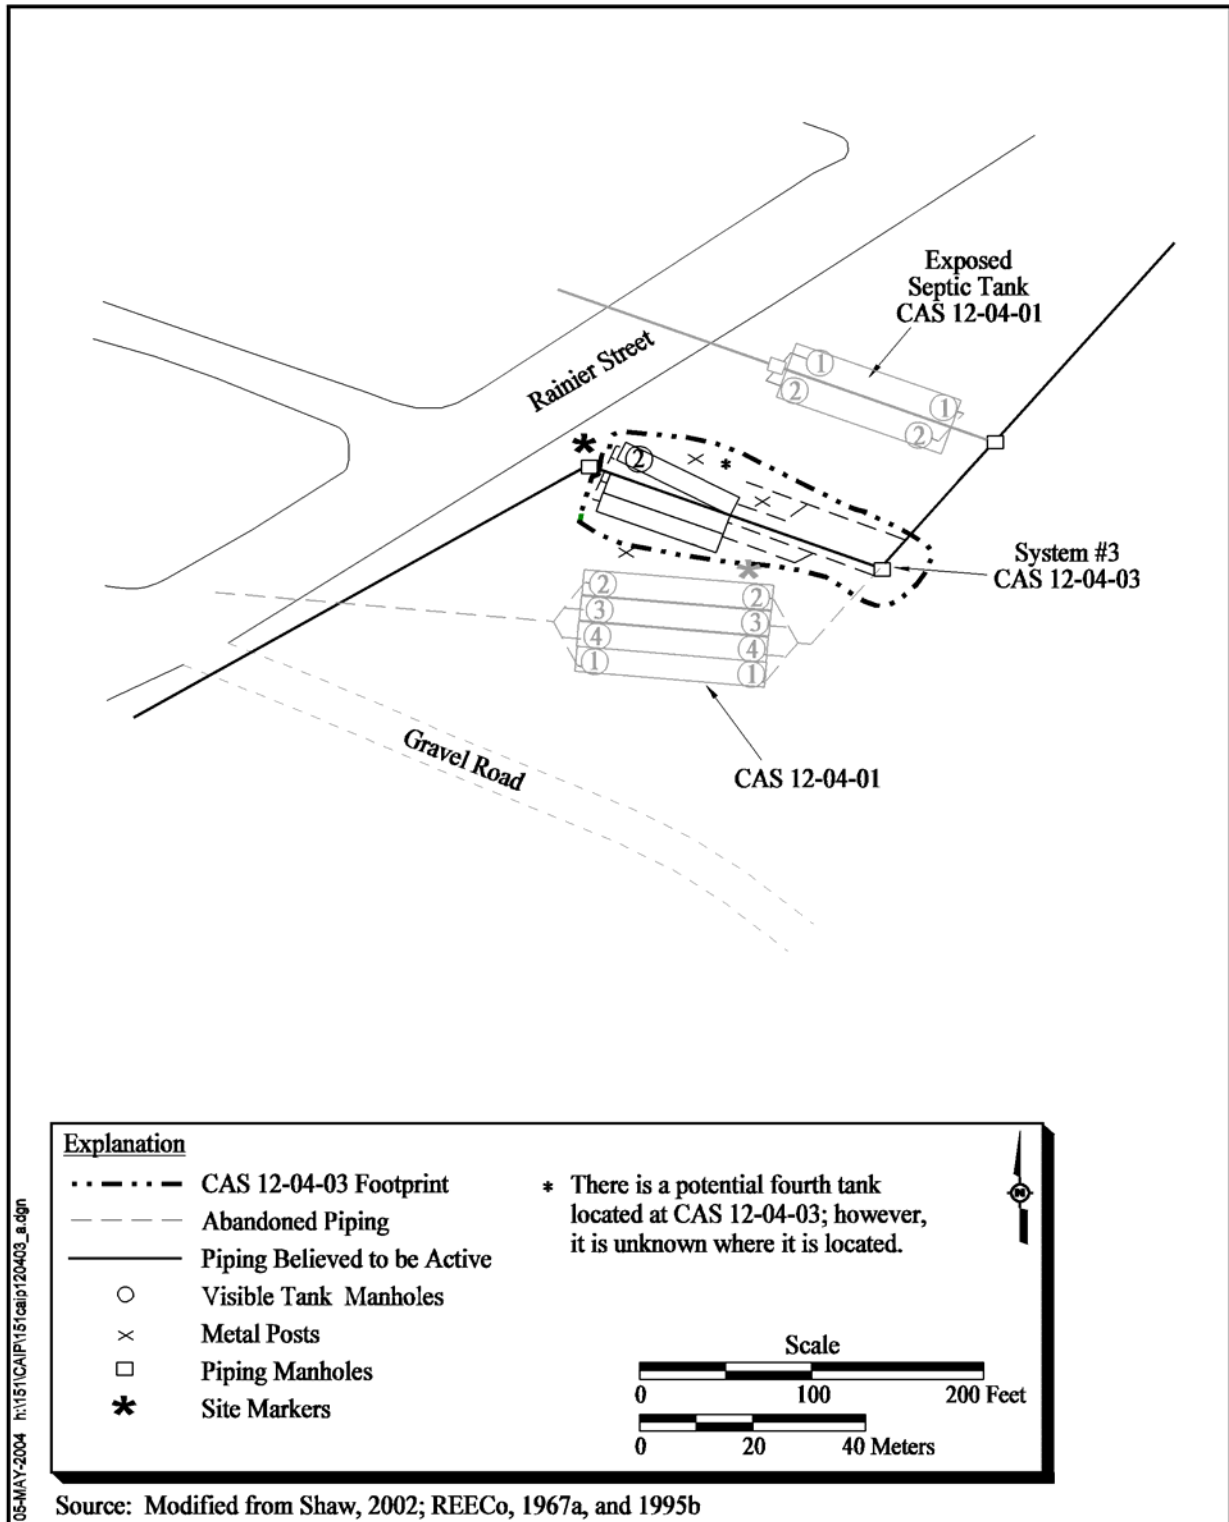 Exposed
Septic Tank
CAS 12-04-01
Rainier Street
1
2
1
2
2
System #3
CAS 12-04-03
2
3
4
1
2
3
4
1
CAS 12-04-01
Gravel Road
Explanation
CAS 12-04-03 Footprint
Abandoned Piping
Piping Believed to be Active
Visible Tank Manholes
Metal Posts
Piping Manholes
Site Markers
* There is a potential fourth tank
located at CAS 12-04-03; however,
it is unknown where it is located.
N
Scale
0 100 200 Feet
0 20 40 Meters
05-MAY-2004 h:\151\CAIP\151caip120403_a.dgn
Source: Modified from Shaw, 2002; REECo, 1967a, and 1995b